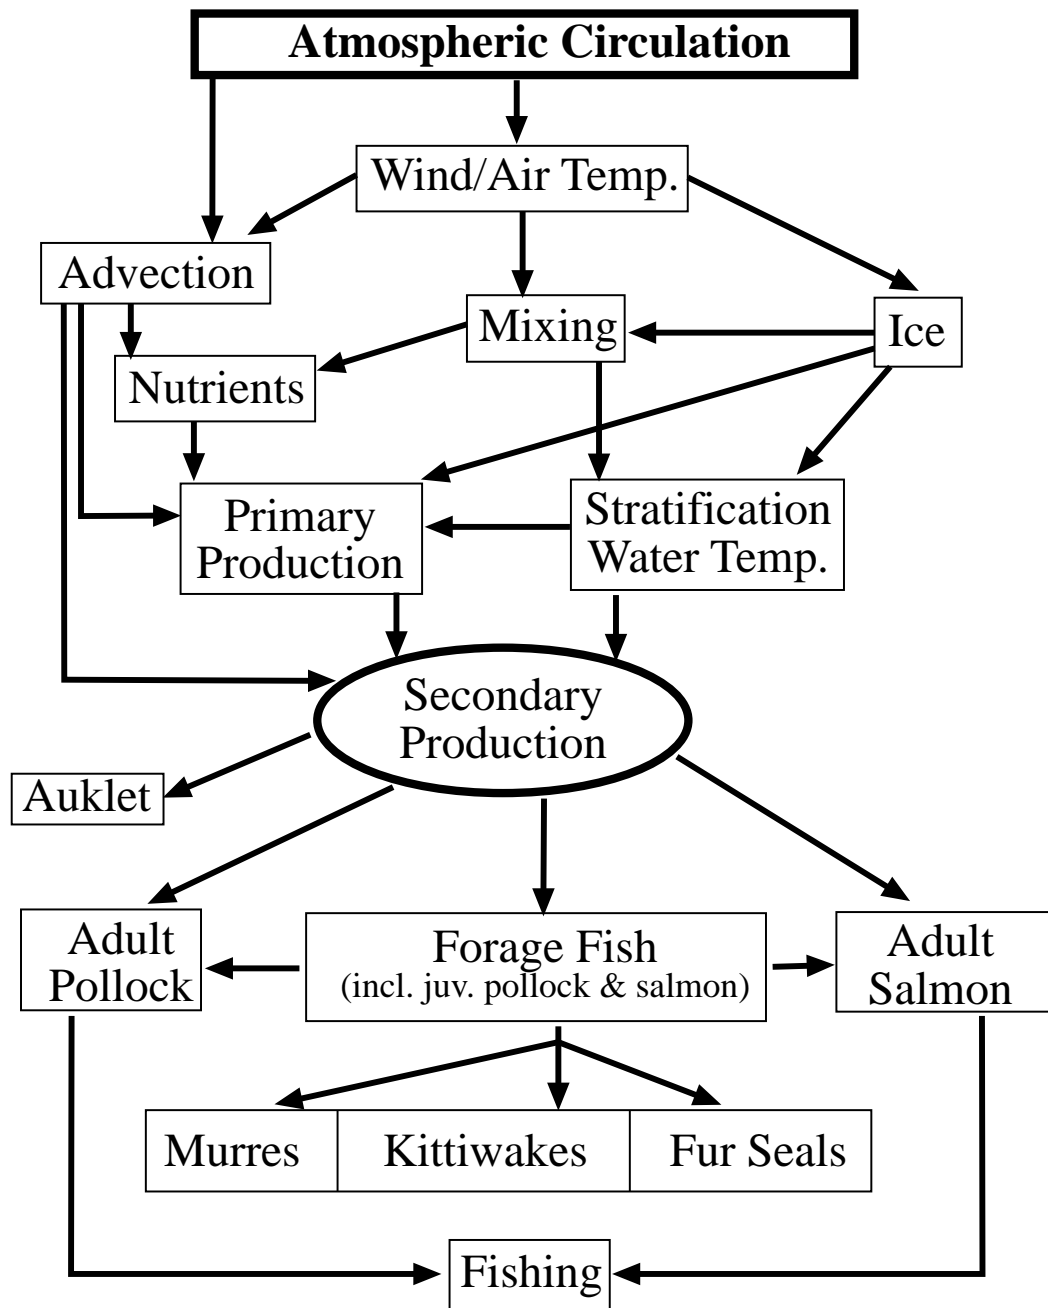 Atmospheric Circulation
Wind/Air Temp.
Advection
Mixing
Ice
Nutrients
Primary
Production
Stratification
Water Temp.
Secondary
Production
Auklet
Adult
Pollock
Forage Fish
(incl. juv. pollock & salmon)
Adult
Salmon
Murres
Kittiwakes
Fur Seals
Fishing